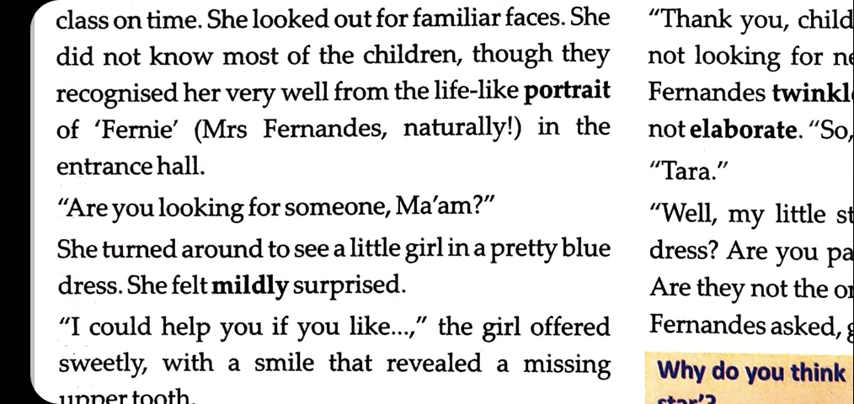 class on time. She looked out for familiar faces. She
did not know most of the children, though they
recognised her very well from the life-like portrait
of ‘Fernie’ (Mrs Fernandes, naturally!) in the
entrance hall.
“Are you looking for someone, Ma’am?”
She turned around to see a little girl in a pretty blue
dress. She felt mildly surprised.
“I could help you if you like...,” the girl offered
sweetly, with a smile that revealed a missing
upper tooth.
“Thank you, child
not looking for
Fernandes
not elaborate. “So,
“Tara.”
“Well, my little
dress? Are you
Are they not the
Fernandes asked,
Why do you think
star’?